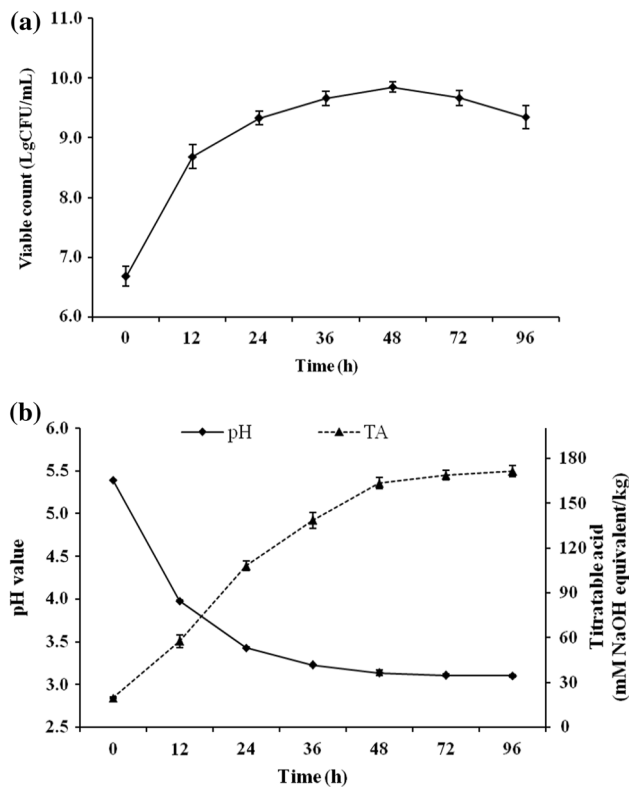 (a)
11.0
10.0
9.0
8.0
7.0
6.0
Viable count (LgCFU/mL)
0 12 24 36 48 72 96
Time (h)
(b)
pH TA
6.0
5.5
5.0
4.5
4.0
3.5
3.0
2.5
pH value
180
150
120
90
60
30
0
Titratable acid
(mM NaOH equivalent/kg)
0 12 24 36 48 72 96
Time (h)